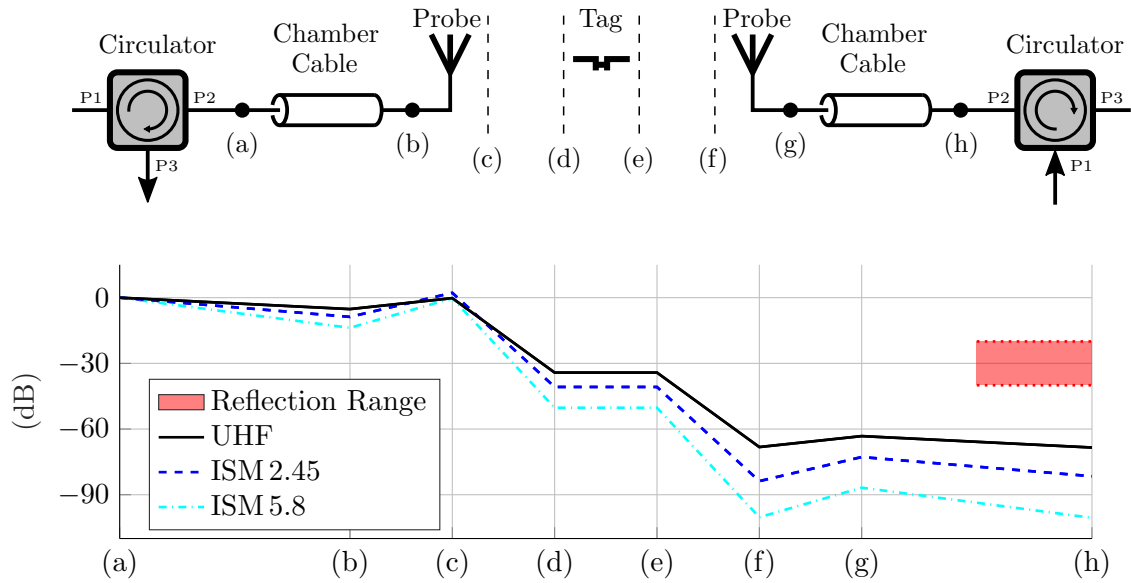 Probe Tag Probe
Circulator Chamber Chamber Circulator
Cable Cable
P1 P2 P2 P3
(a) (b) (g) (h)
P3 (c) (d) (e) (f) P1
0
−30
−60
−90
(dB)
Reflection Range
UHF
ISM 2.45
ISM 5.8
(a) (b) (c) (d) (e) (f) (g) (h)